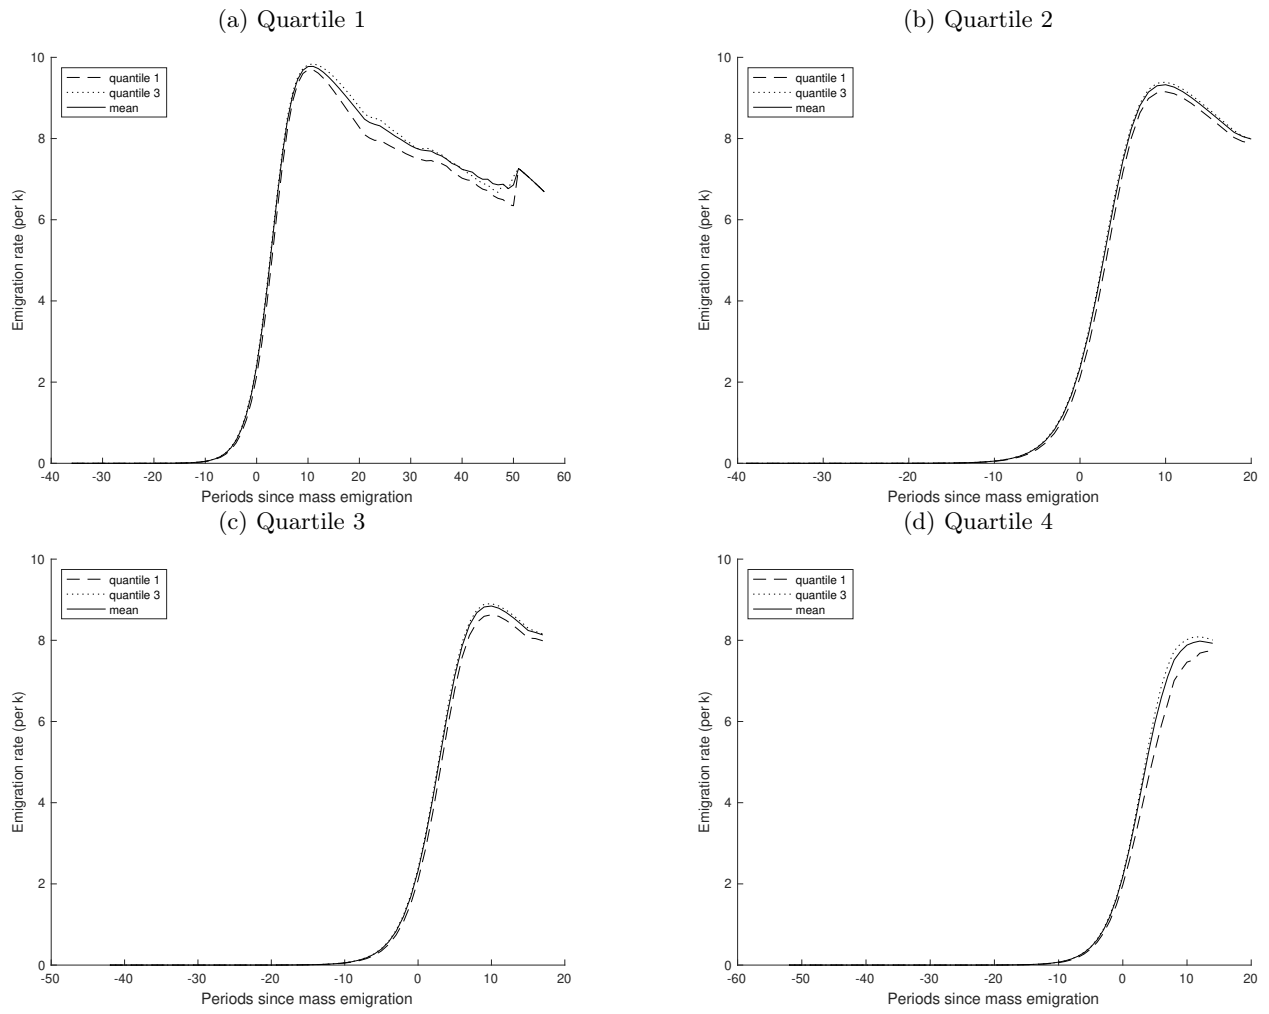 (a) Quartile 1
10
8
6
4
2
0
Emigration rate (per k)
quantile 1
quantile 3
mean
-40 -30 -20 -10 0 10 20 30 40 50 60
Periods since mass emigration
(b) Quartile 2
10
8
6
4
2
0
Emigration rate (per k)
quantile 1
quantile 3
mean
-40 -30 -20 -10 0 10 20
Periods since mass emigration
(c) Quartile 3
10
8
6
4
2
0
Emigration rate (per k)
quantile 1
quantile 3
mean
-50 -40 -30 -20 -10 0 10 20
Periods since mass emigration
(d) Quartile 4
10
8
6
4
2
0
Emigration rate (per k)
quantile 1
quantile 3
mean
-60 -50 -40 -30 -20 -10 0 10 20
Periods since mass emigration